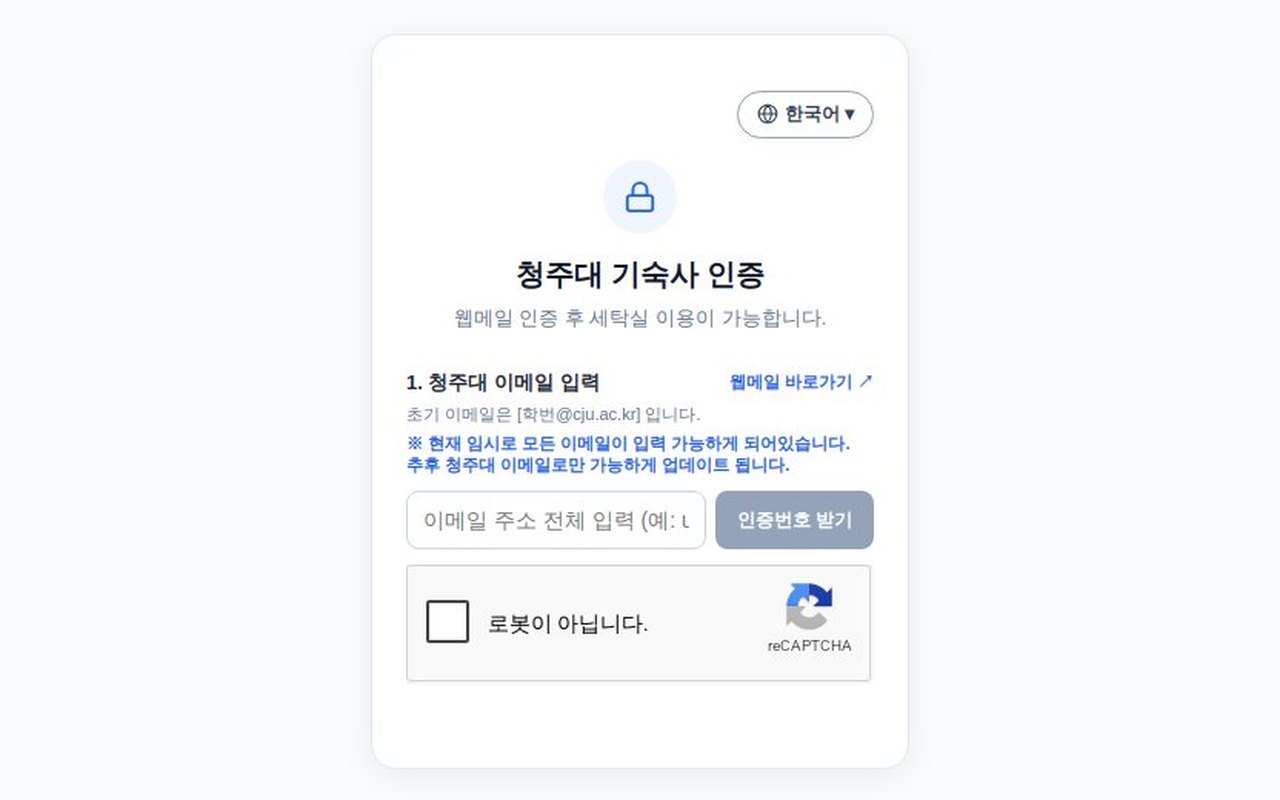 한국어 ▾
청주대 기숙사 인증
웹메일 인증 후 세탁실 이용이 가능합니다.
1. 청주대 이메일 입력
웹메일 바로가기 ↗
초기 이메일은 [학번@cju.ac.kr] 입니다.
※ 현재 임시로 모든 이메일이 입력 가능하게 되어있습니다.
추후 청주대 이메일로만 가능하게 업데이트 됩니다.
이메일 주소 전체 입력 (예:
인증번호 받기
로봇이 아닙니다.
reCAPTCHA